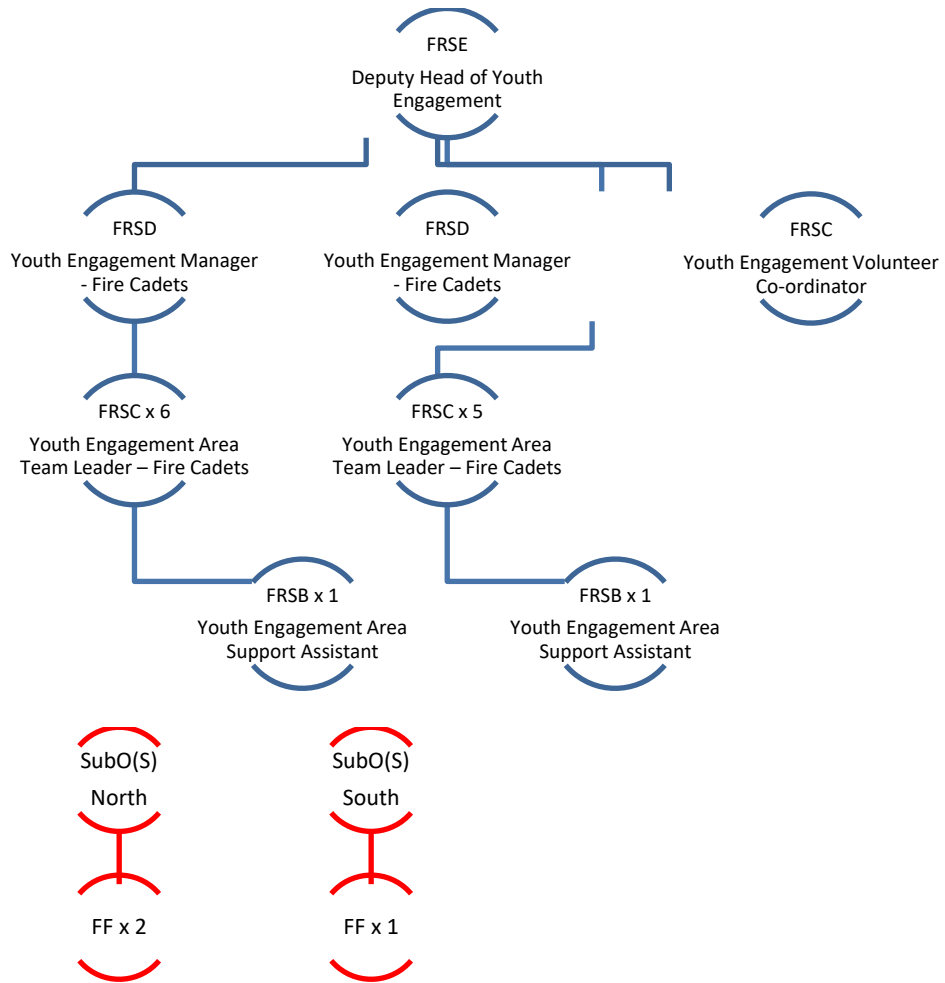 FRSE
Deputy Head of Youth
Engagement
FRSD
Youth Engagement Manager
- Fire Cadets
FRSD
Youth Engagement Manager
- Fire Cadets
FRSC
Youth Engagement Volunteer
Co-ordinator
FRSC x 6
Youth Engagement Area
Team Leader – Fire Cadets
FRSC x 5
Youth Engagement Area
Team Leader – Fire Cadets
FRSB x 1
Youth Engagement Area
Support Assistant
FRSB x 1
Youth Engagement Area
Support Assistant
SubO(S)
North
SubO(S)
South
FF x 2
FF x 1